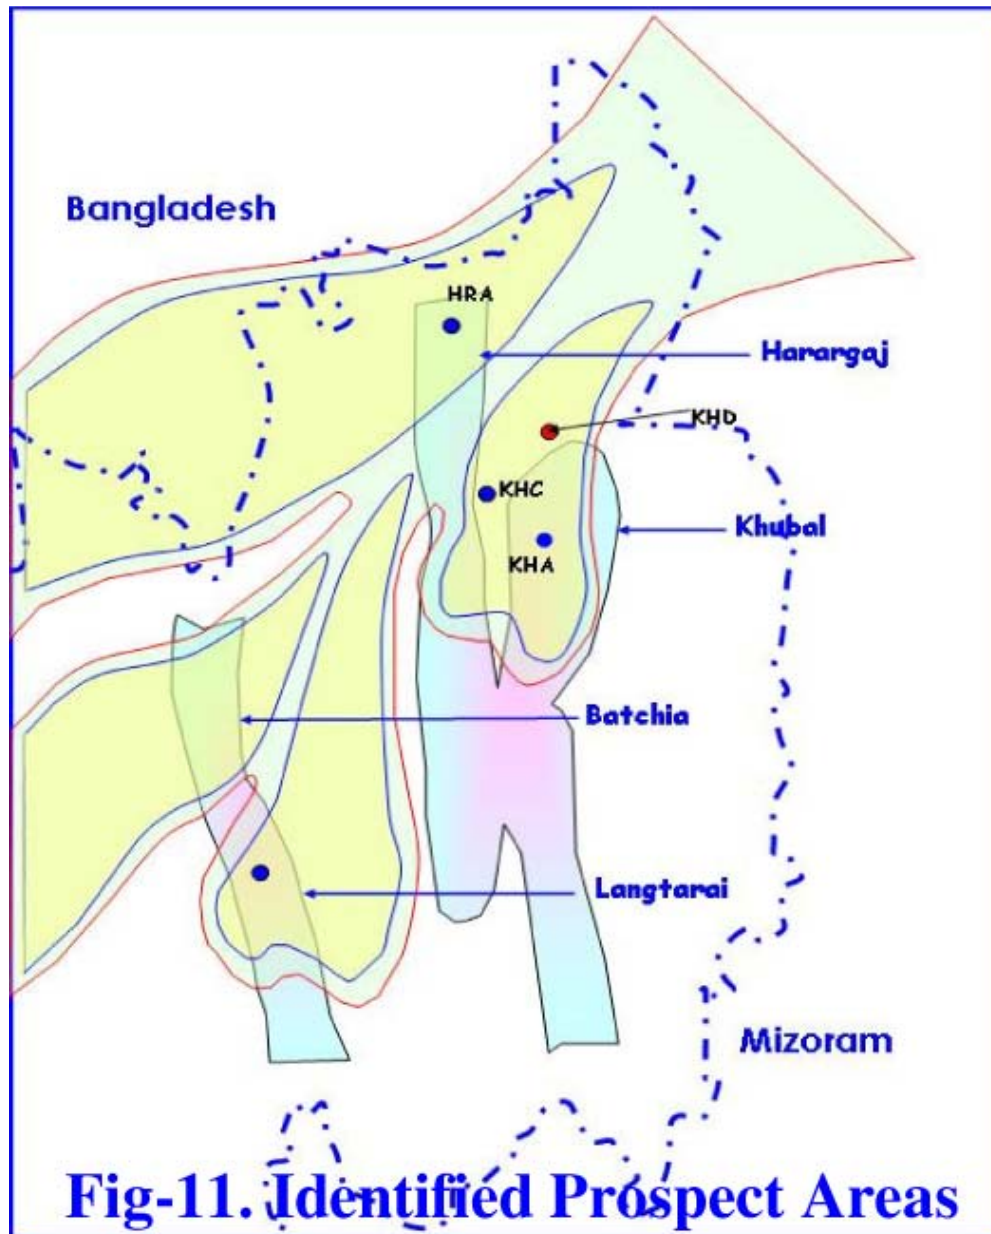 Bangladesh
HRA
Harargaj
KHD
KHC
Khubal
KHA
Batchia
Langtarai
Mizoram
Fig-11. Identified Prospect Areas